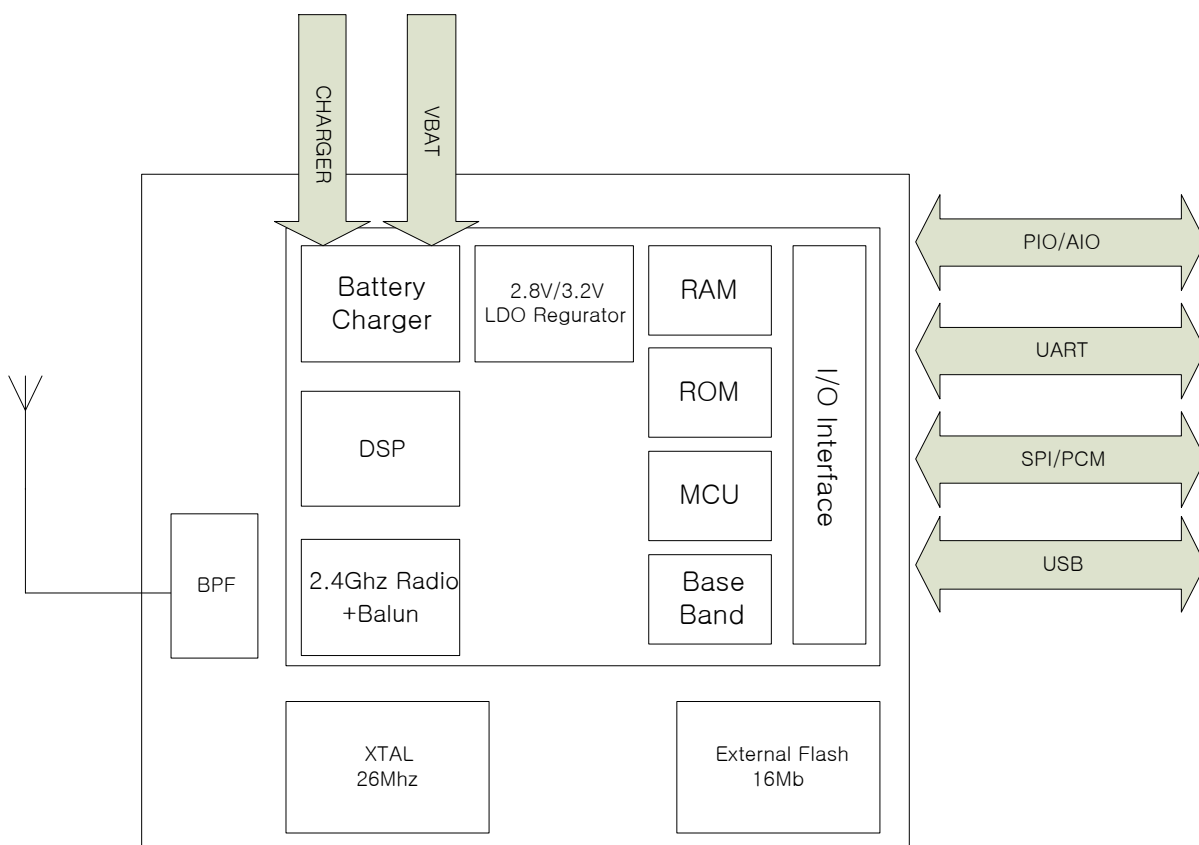 CHARGER
VBAT
Battery
Charger
2.8V/3.2V
LDO Regurator
RAM
ROM
MCU
Base
Band
I/O Interface
DSP
2.4Ghz Radio
+Balun
BPF
XTAL
26Mhz
External Flash
16Mb
PIO/AIO
UART
SPI/PCM
USB